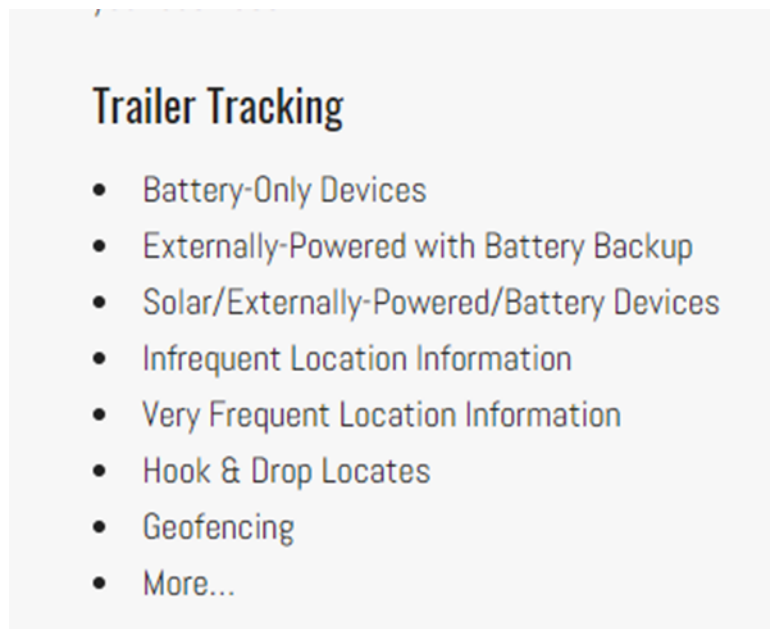 Trailer Tracking
• Battery-Only Devices
• Externally-Powered with Battery Backup
• Solar/Externally-Powered/Battery Devices
• Infrequent Location Information
• Very Frequent Location Information
• Hook & Drop Locates
• Geofencing
• More...